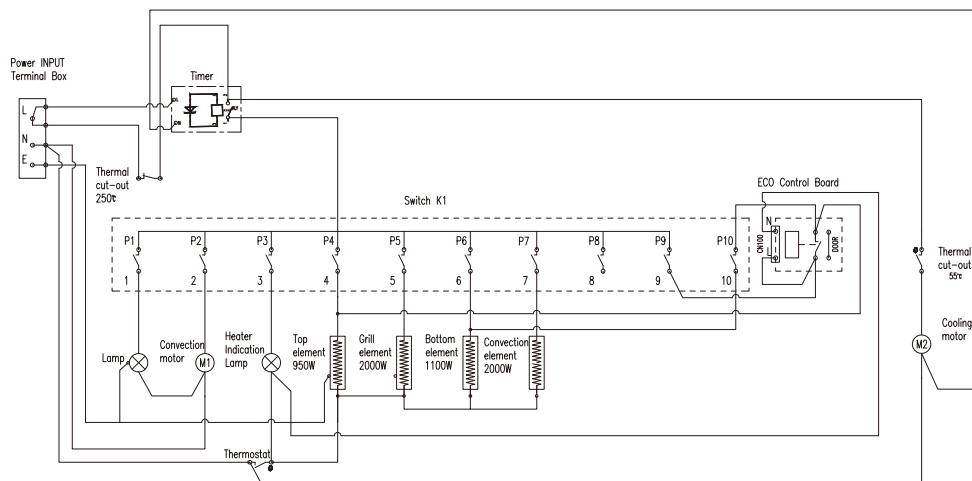 Power INPUT
Terminal Box
Timer
L
L
N
N
E
Thermal
cut-out
250℃
Switch K1
ECO Control Board
P1 P2 P3 P4 P5 P6 P7 P8 P9 P10
N
CN100
L
DOOR
1 2 3 4 5 6 7 8 9 10
Thermal
cut-out
55℃
Lamp
Convection
motor
M1
Heater
Indication
Lamp
Top
element
950W
Grill
element
2000W
Bottom
element
1100W
Convection
element
2000W
Cooling
motor
M2
Thermostat